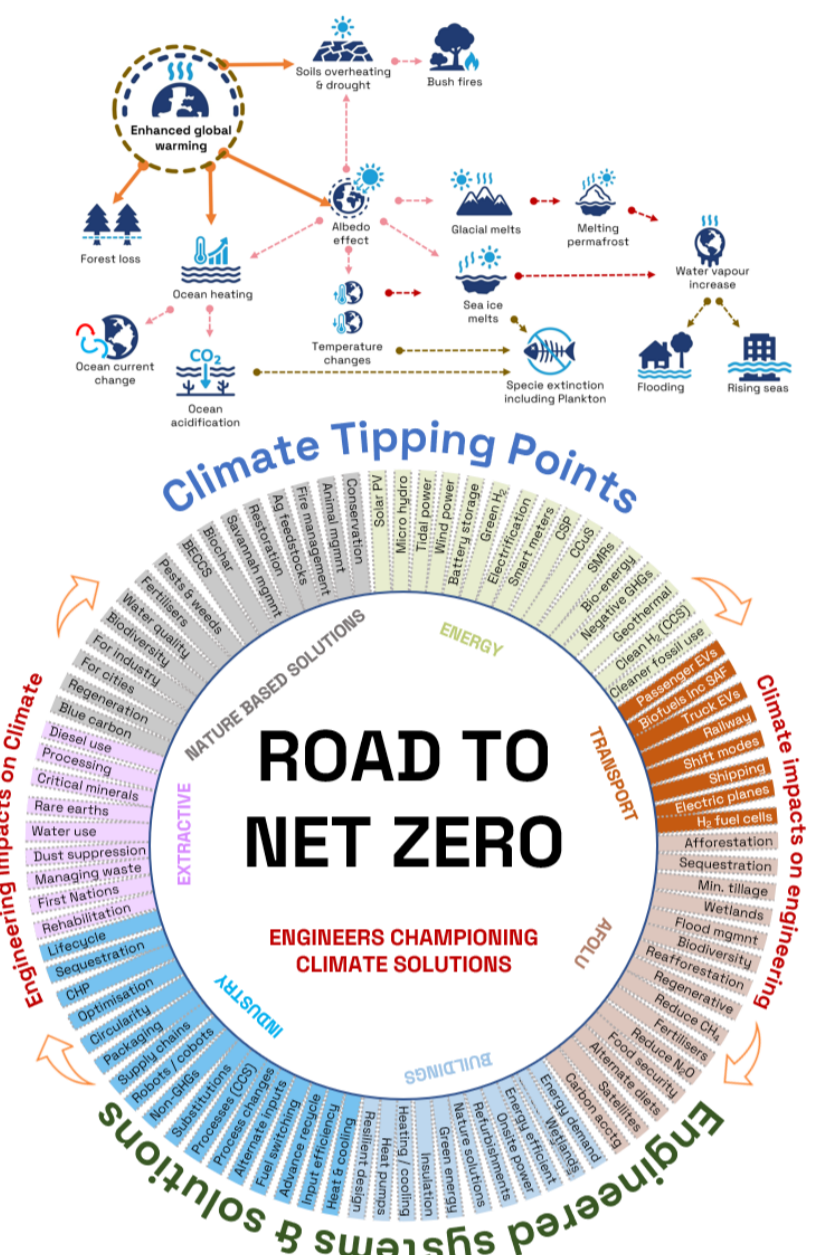 Soils overheating
& drought
Bush fires
Enhanced global
warming
Albedo
effect
Glacial melts
Melting
permafrost
Forest loss
Ocean heating
Water vapour
increase
Sea ice
melts
Temperature
changes
Ocean current
change
CO₂
Ocean
acidification
Specie extinction
including Plankton
Flooding
Rising seas
Climate Tipping Points
Solar PV
Micro hydro
Tidal power
Wind power
Battery storage
Green H₂
Electrification
Smart meters
CSP
CCuS
SMRs
Bio-energy
Negative GHGs
Geothermal
Clean H₂ (CCS)
Cleaner fossil use
Passenger EVs
Biofuels inc SAF
Truck EVs
Railway
Shift modes
Shipping
Electric planes
H₂ fuel cells
Afforestation
Sequestration
Min. tillage
Wetlands
Flood mgmnt
Biodiversity
Reafforestation
Regenerative
Reduce CH₄
Fertilisers
Reduce N₂O
Food security
Alternate diets
Satellites
Carbon acctg
Energy demand
Wetlands
Energy efficient
Onsite power
Refurbishments
Nature solutions
Green energy
Insulation
Heating / cooling
Heat pumps
Resilient design
Heat & cooling
Input efficiency
Advance recycle
Fuel switching
Alternate inputs
Process changes
Processes (CCS)
Substitutions
Non-GHGs
Robots / cobots
Supply chains
Packaging
Circularity
Optimisation
CHP
Sequestration
Lifecycle
Rehabilitation
First Nations
Managing waste
Dust suppression
Water use
Rare earths
Critical minerals
Processing
Diesel use
Blue carbon
Regeneration
For cities
For industry
Biodiversity
Water quality
Fertilisers
Pests & weeds
BECCS
Biochar
Savannah mgmnt
Restoration
Ag feedstocks
Fire management
Animal mgmnt
Conservation
NATURE BASED SOLUTIONS
ENERGY
TRANSPORT
AFOLU
BUILDINGS
INDUSTRY
EXTRACTIVE
ROAD TO
NET ZERO
ENGINEERS CHAMPIONING
CLIMATE SOLUTIONS
Climate impacts on engineering
Engineered systems & solutions
Engineering impacts on Climate